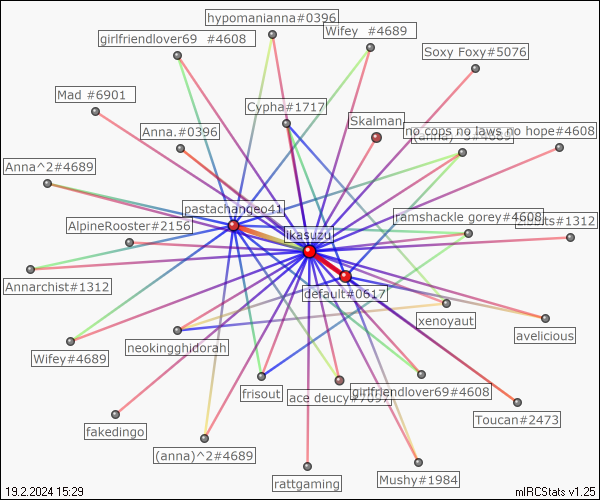 hypomanianna#0396
girlfriendlover69 #4608
Wifey #4689
Soxy Foxy#5076
Mad #6901
Cypha#1717
Skalman
Anna.#0396
no cops no laws no hope#4608
Anna^2#4689
pastachangeo41
AlpineRooster#2156
ramshackle gorey#4608
#1312
ikasuzu
Annarchist#1312
default#0617
xenoyaut
avelicious
Wifey#4689
neokingghidorah
frisout
ace deucy
girlfriendlover69#4608
Toucan#2473
fakedingo
(anna)^2#4689
rattgaming
Mushy#1984
19.2.2024 15:29
mIRCStats v1.25